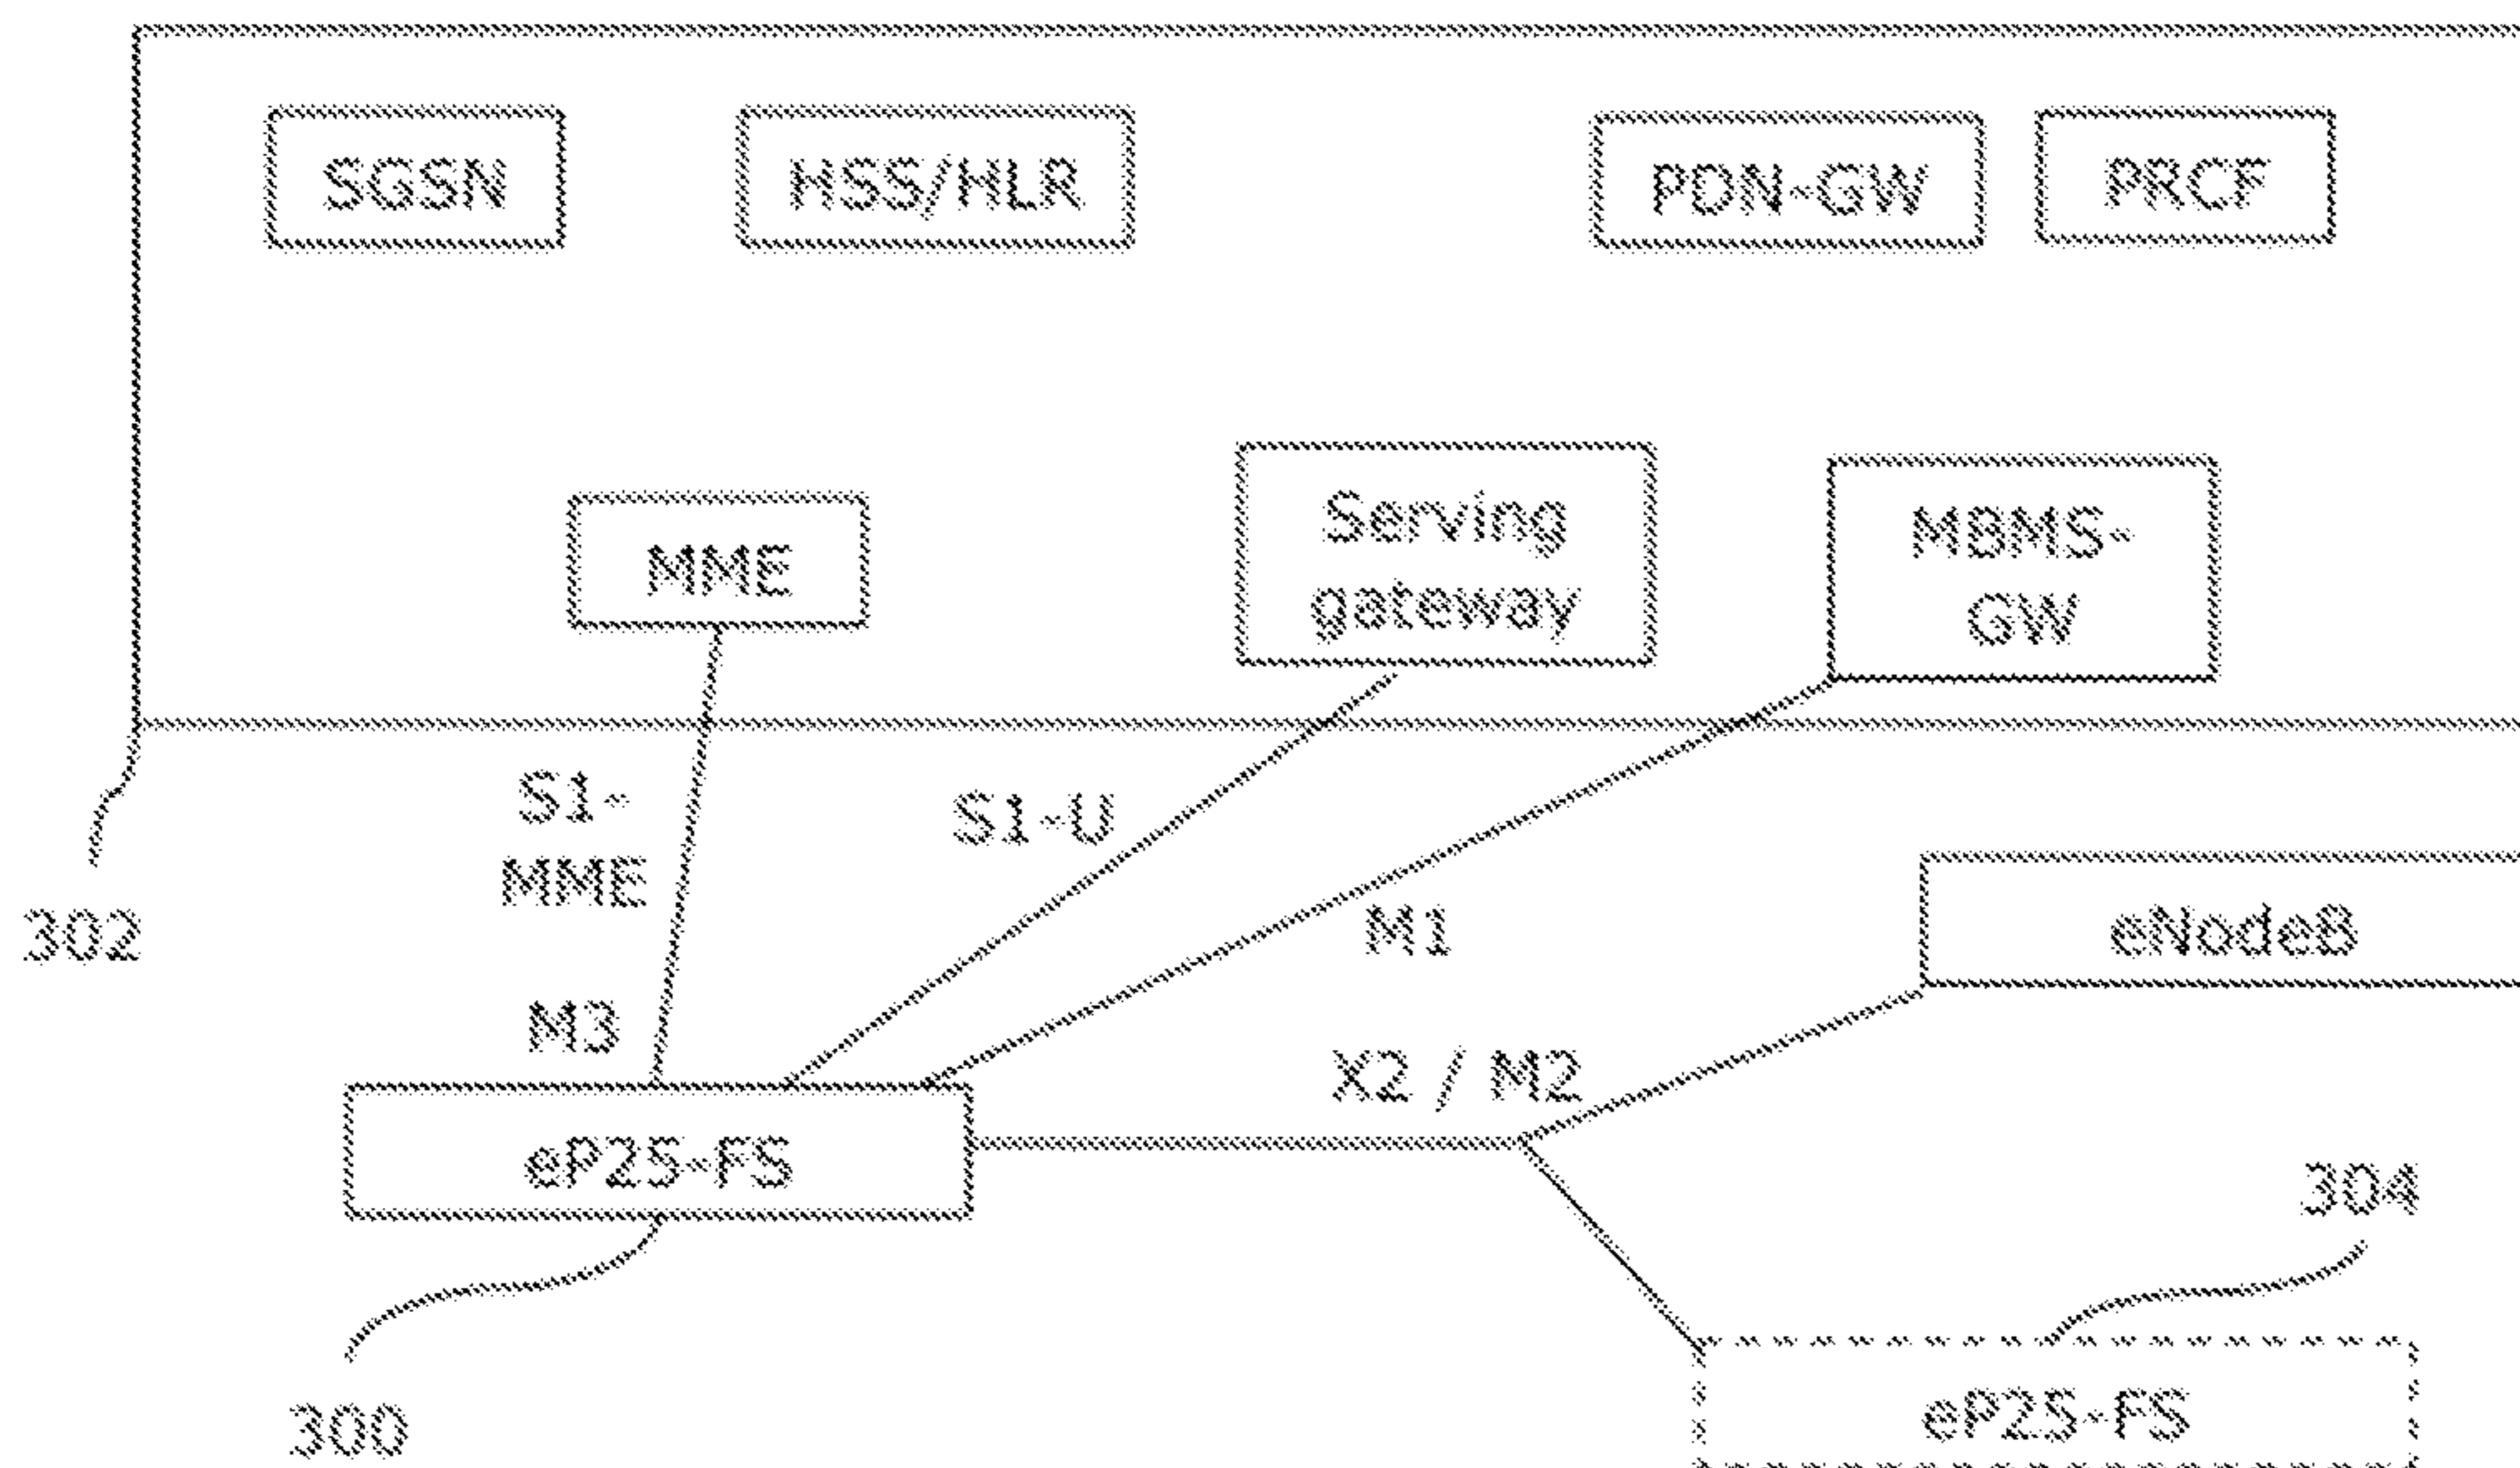 SGSN
HSS/HLR
PDN-GW
PRCF
MME
Serving
gateway
MBMS-
GW
S1-
MME
S1-U
302
M1
eNodeB
M3
X2 / M2
eP25-FS
304
300
eP25-FS